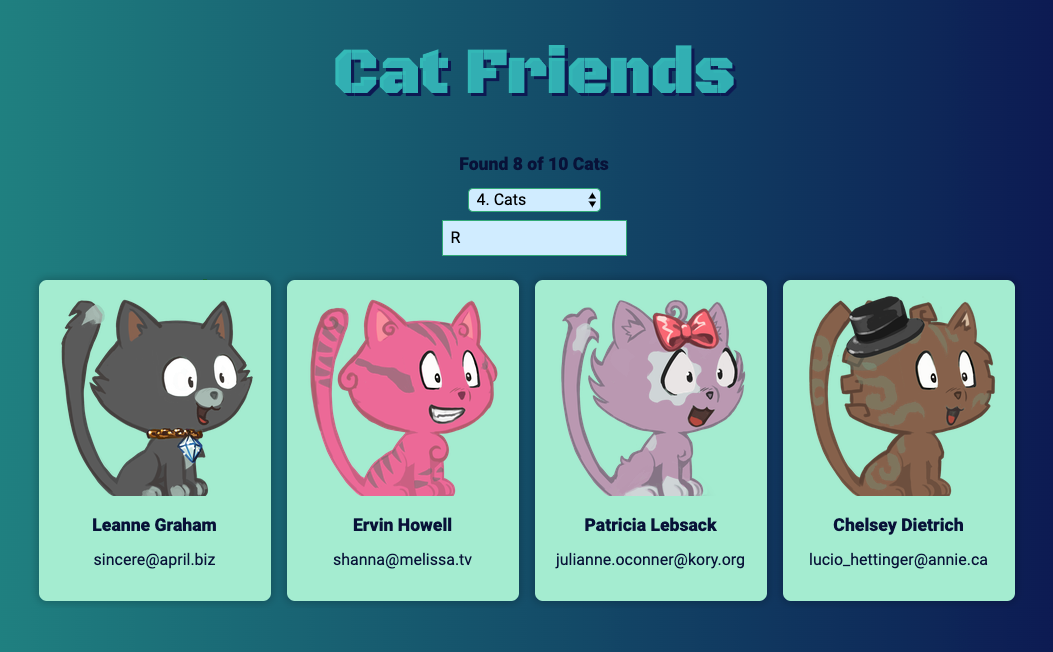 Cat Friends
Found 8 of 10 Cats
4. Cats
R
Leanne Graham
sincere@april.biz
Ervin Howell
shanna@melissa.tv
Patricia Lebsack
julianne.oconner@kory.org
Chelsey Dietrich
lucio_hettinger@annie.ca